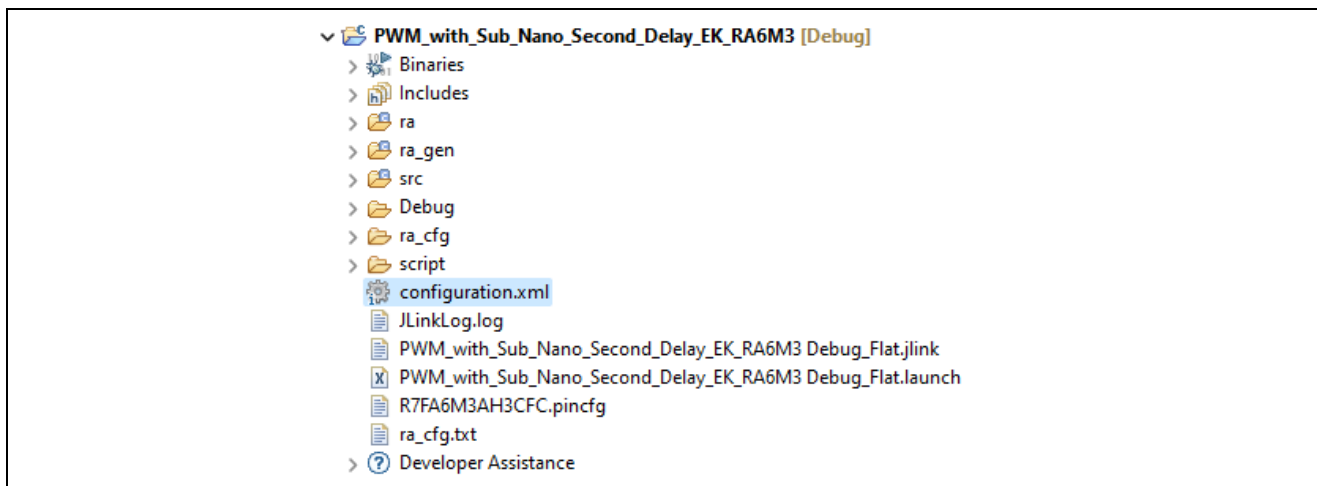 PWM_with_Sub_Nano_Second_Delay_EK_RA6M3 [Debug]
Binaries
Includes
ra
ra_gen
src
Debug
ra_cfg
script
configuration.xml
JLinkLog.log
PWM_with_Sub_Nano_Second_Delay_EK_RA6M3 Debug_Flat.jlink
PWM_with_Sub_Nano_Second_Delay_EK_RA6M3 Debug_Flat.launch
R7FA6M3AH3CFC.pincfg
ra_cfg.txt
Developer Assistance